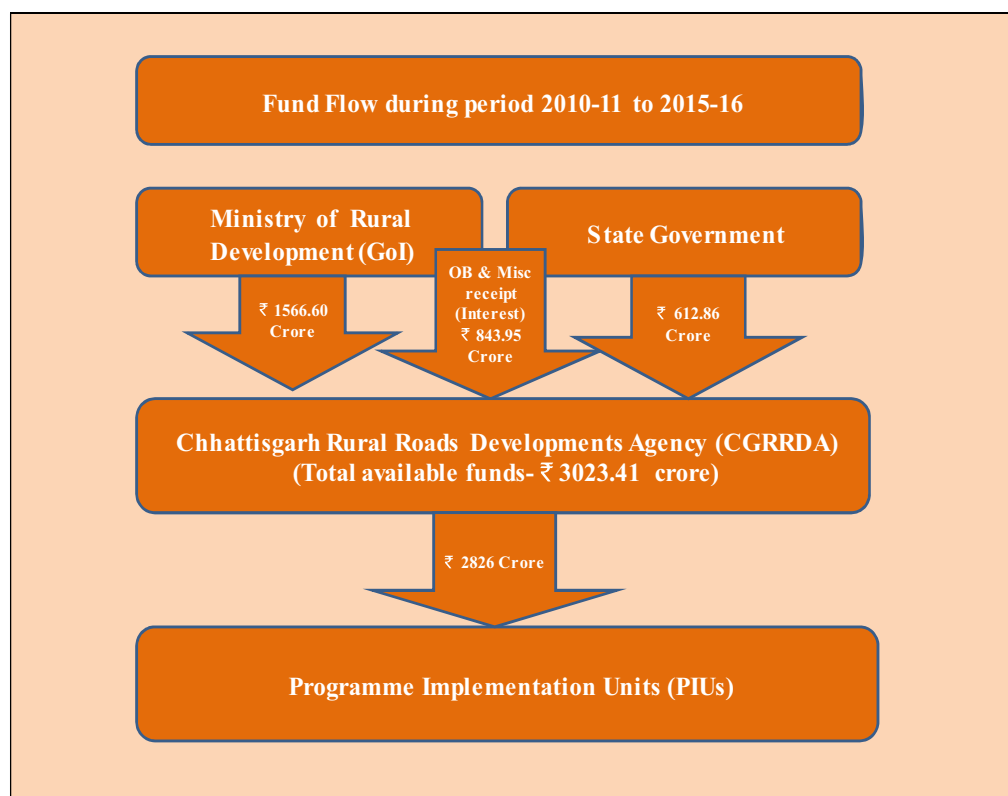 Fund Flow during period 2010-11 to 2015-16
Ministry of Rural
Development (GoI)
State Government
₹ 1566.60
Crore
OB & Misc
receipt
(Interest)
₹ 843.95
Crore
₹ 612.86
Crore
Chhattisgarh Rural Roads Developments Agency (CGRRDA)
(Total available funds- ₹ 3023.41 crore)
₹ 2826 Crore
Programme Implementation Units (PIUs)